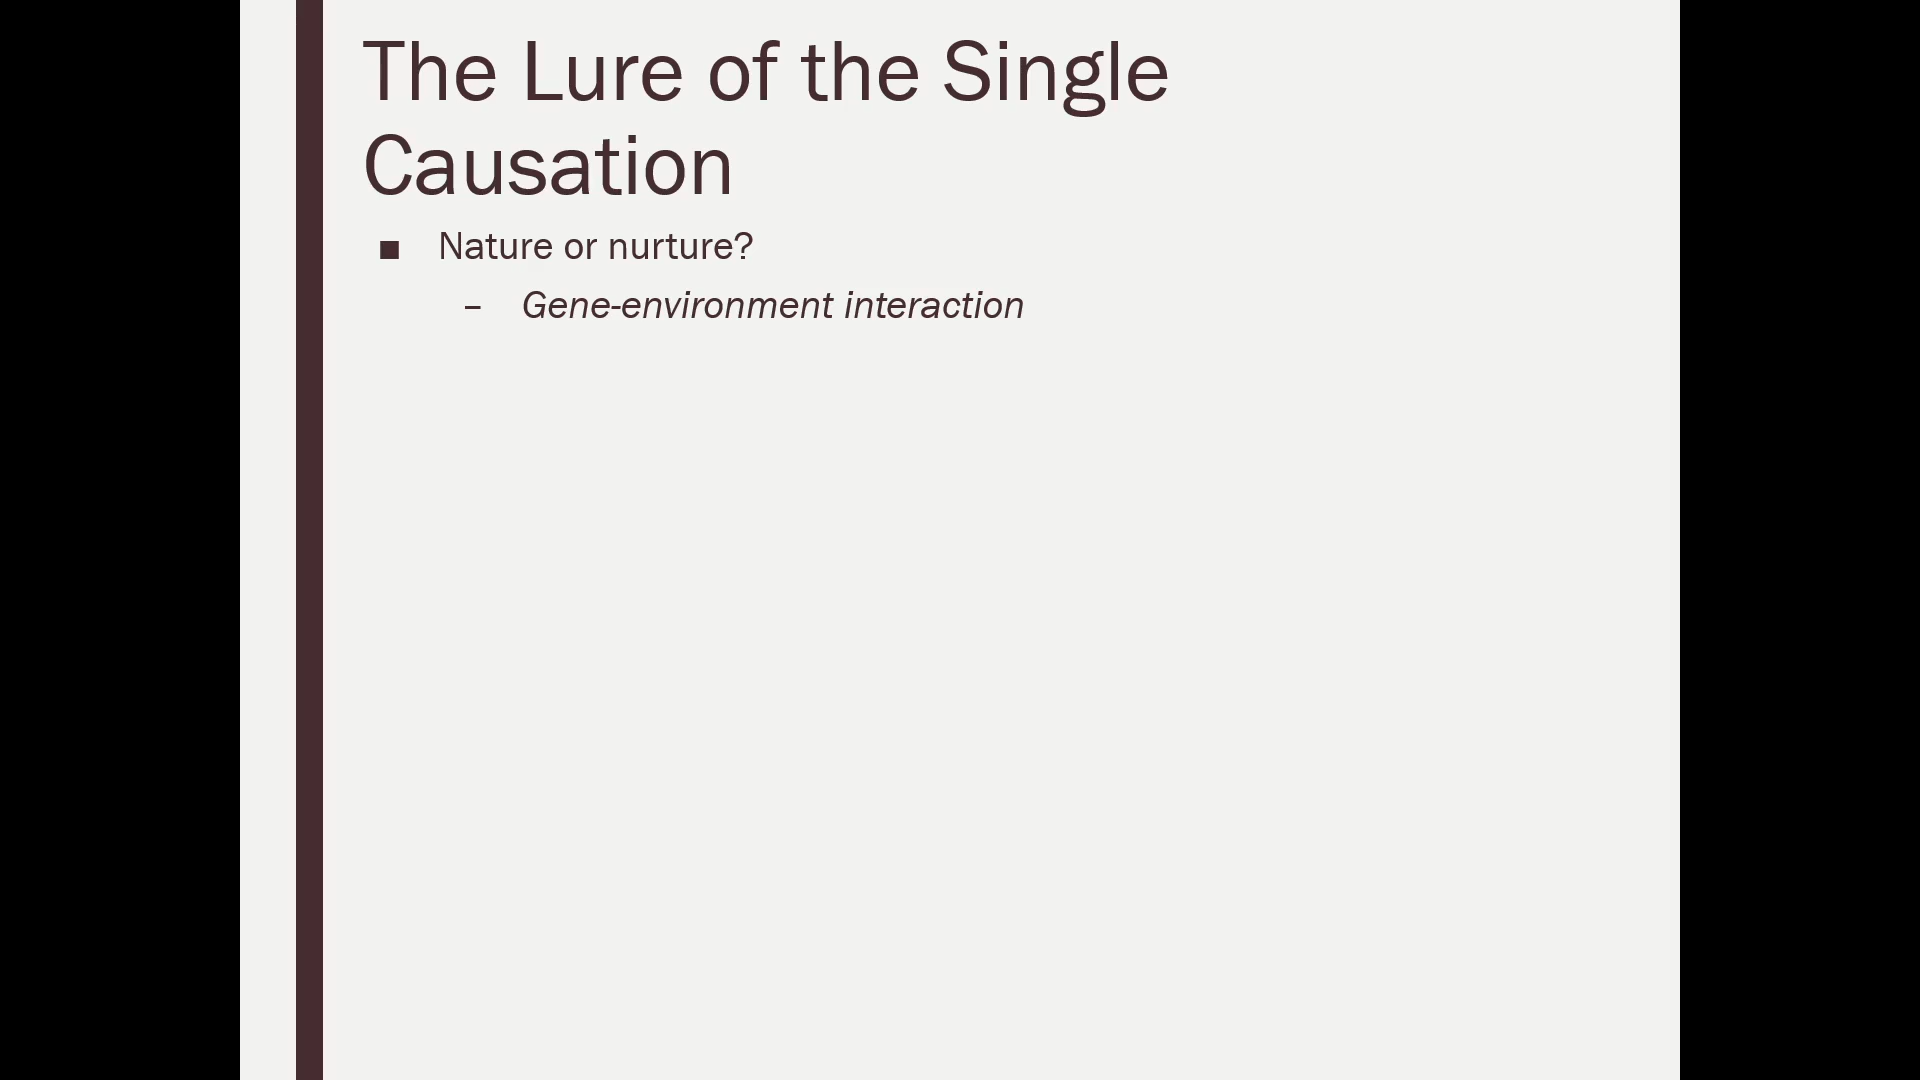 The Lure of the Single
Causation
■ Nature or nurture?
– Gene-environment interaction